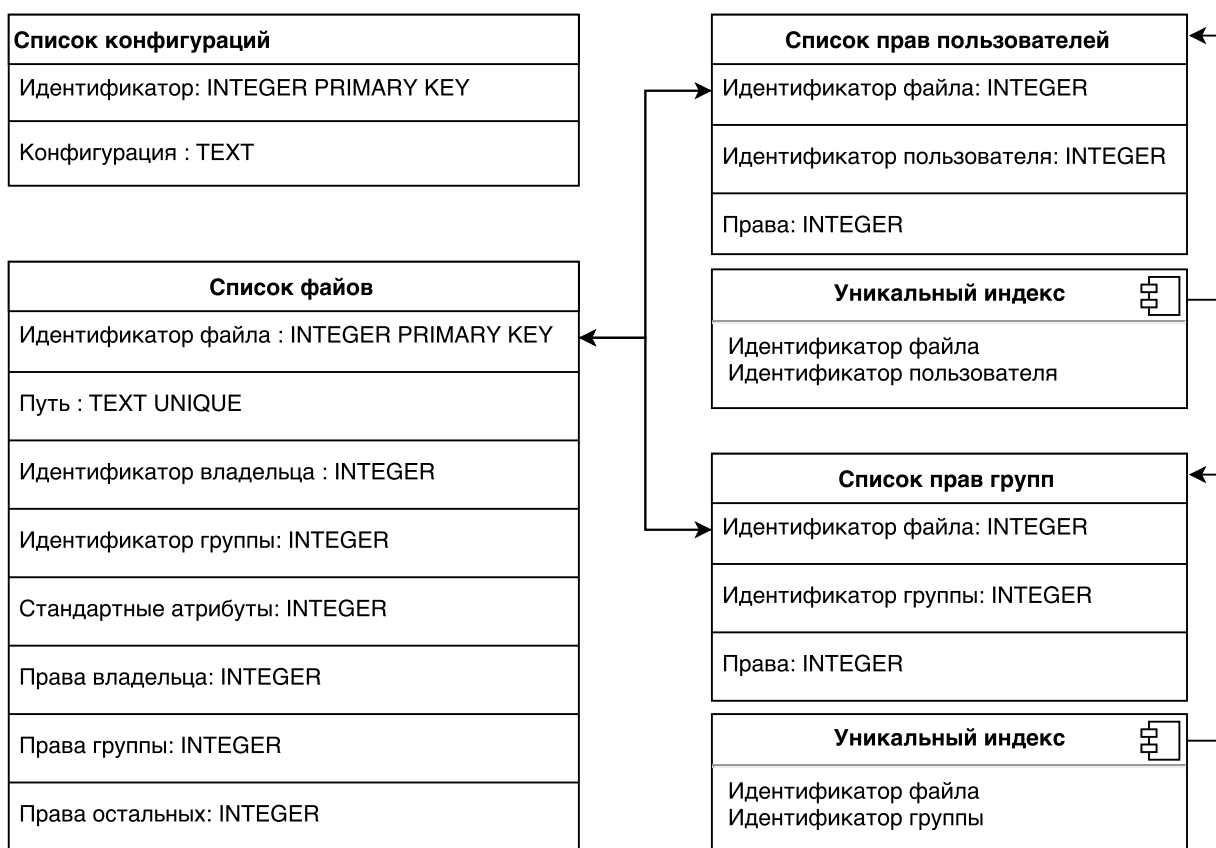 Список конфигураций
Идентификатор: INTEGER PRIMARY KEY
Конфигурация : TEXT
Список файов
Идентификатор файла : INTEGER PRIMARY KEY
Путь : TEXT UNIQUE
Идентификатор владельца : INTEGER
Идентификатор группы: INTEGER
Стандартные атрибуты: INTEGER
Права владельца: INTEGER
Права группы: INTEGER
Права остальных: INTEGER
Список прав пользователей
Идентификатор файла: INTEGER
Идентификатор пользователя: INTEGER
Права: INTEGER
Уникальный индекс
Идентификатор файла
Идентификатор пользователя
Список прав групп
Идентификатор файла: INTEGER
Идентификатор группы: INTEGER
Права: INTEGER
Уникальный индекс
Идентификатор файла
Идентификатор группы